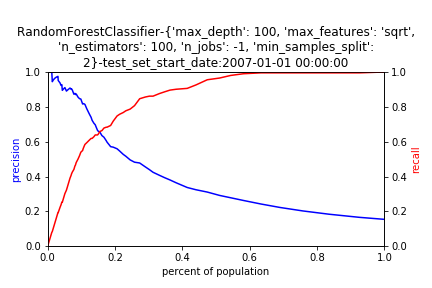 RandomForestClassifier-{'max_depth': 100, 'max_features': 'sqrt',
'n_estimators': 100, 'n_jobs': -1, 'min_samples_split':
2}-test_set_start_date:2007-01-01 00:00:00
1.0 1.0
0.8 0.8
0.6 0.6
precision recall
0.4 0.4
0.2 0.2
0.0 0.0
0.0 0.2 0.4 0.6 0.8 1.0
percent of population